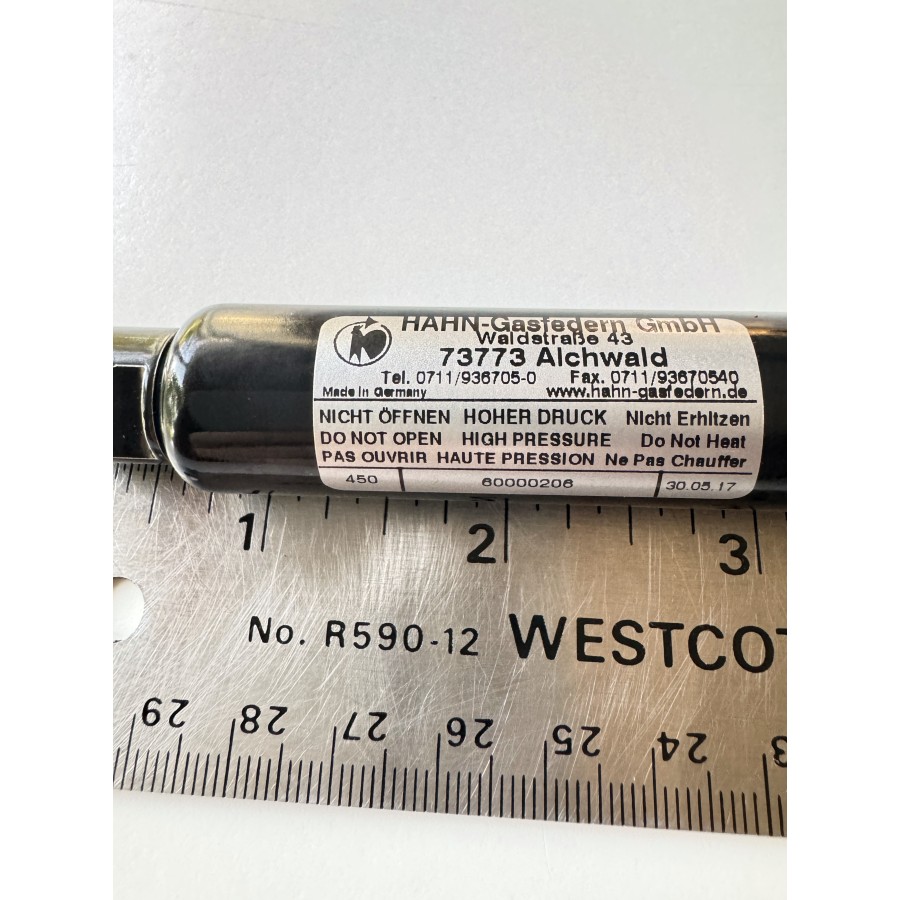 HAHN-Gasfedern GmbH
Waldstraße 43
73773 Aichwald
Tel. 0711/936705-0 Fax. 0711/93670540
Made in Germany www.hahn-gasfedern.de
NICHT ÖFFNEN HOHER DRUCK Nicht Erhitzen
DO NOT OPEN HIGH PRESSURE Do Not Heat
PAS OUVRIR HAUTE PRESSION Ne Pas Chauffer
450 60000206 30.05.17
1 2 3
No. R590-12 WESTCOT
29 28 27 26 25 24